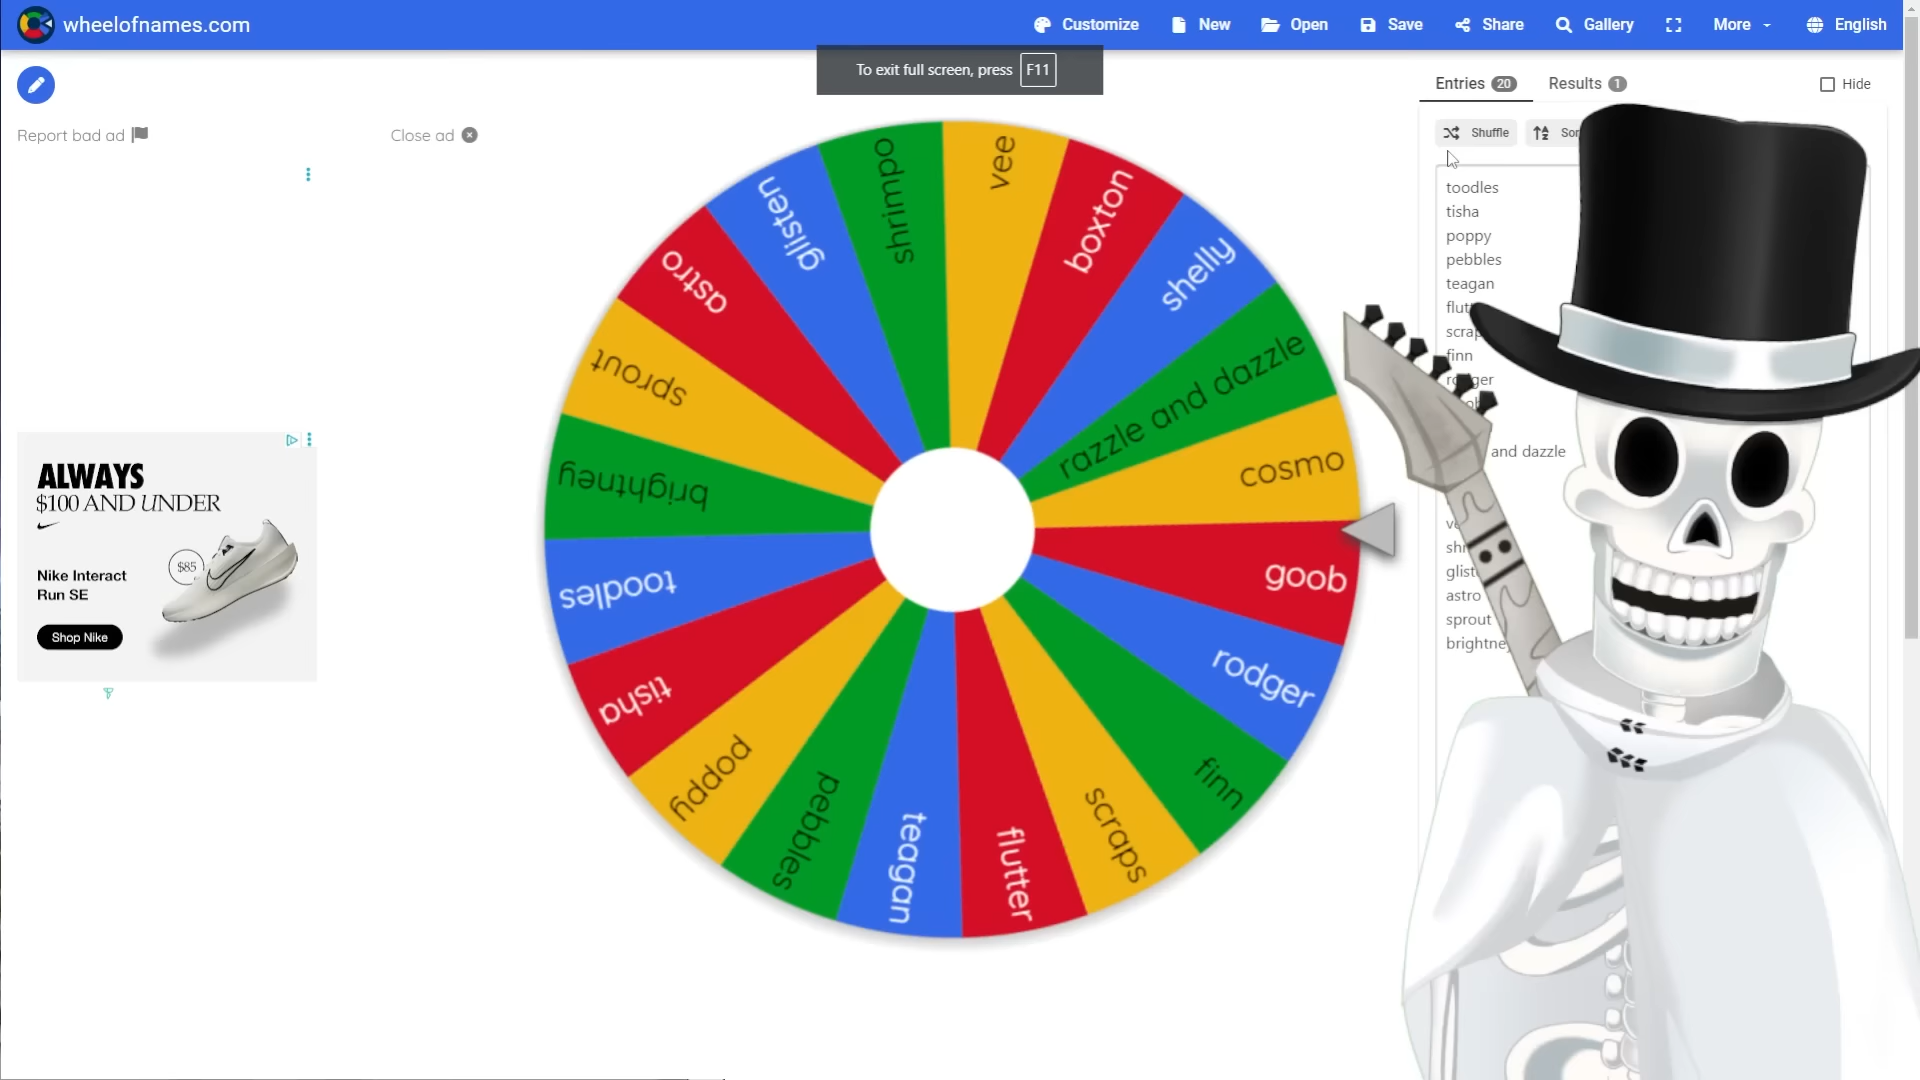 wheelofnames.com
Customize
New
Open
Save
Share
Gallery
More
English
To exit full screen, press F11
Entries 20
Results 1
Hide
Report bad ad
Close ad
Shuffle
toodles
tisha
poppy
pebbles
teagan
finn
and dazzle
astro
sprout
ALWAYS
$100 AND UNDER
$85
Nike Interact
Run SE
Shop Nike
vee
boxton
shelly
razzle and dazzle
cosmo
goob
rodger
finn
scraps
flutter
teagan
pebbles
poppy
tisha
toodles
brightney
sprout
astro
glisten
shrimpo